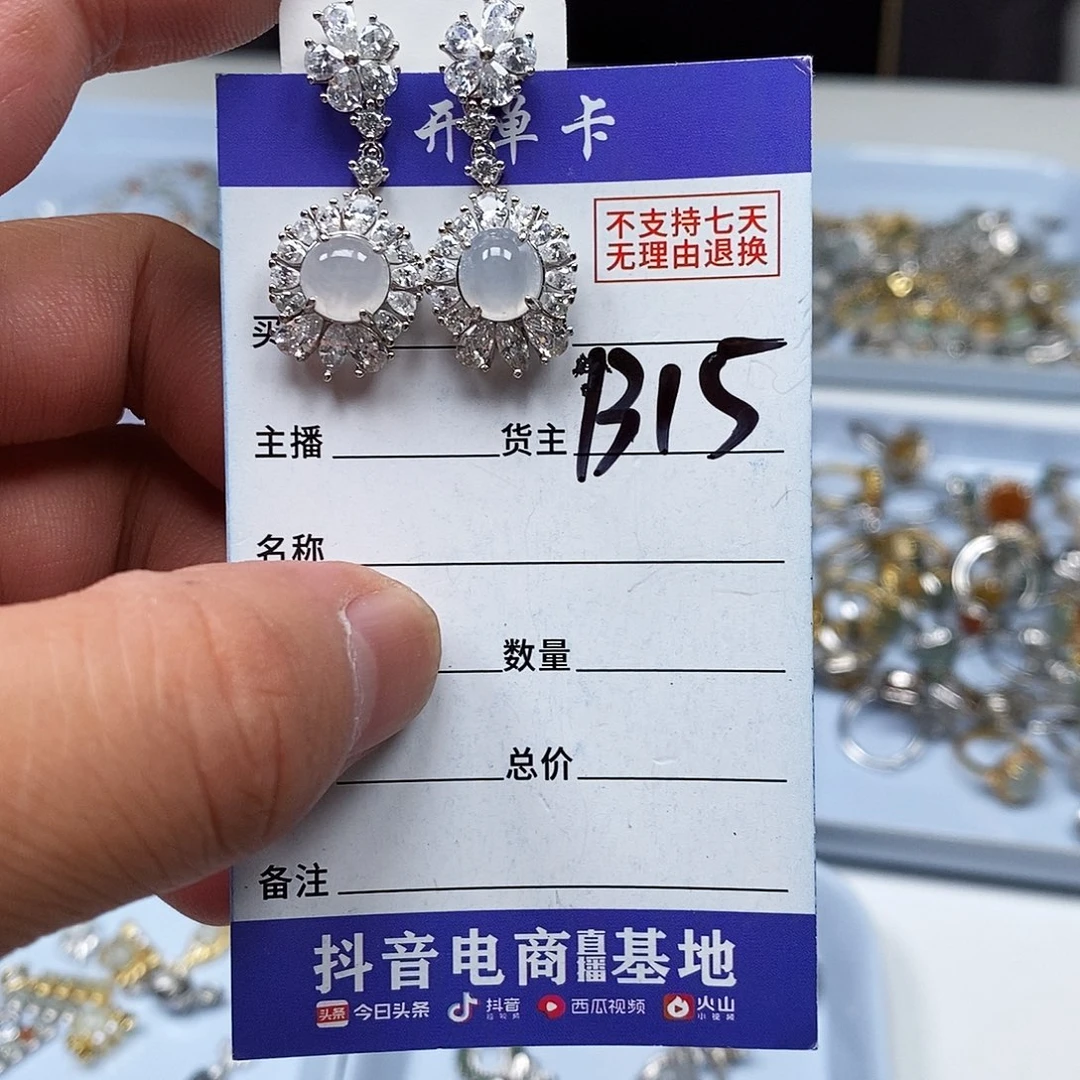 开单卡
不支持七天
无理由退换
买
主播 货主 B15
名称
数量
总价
备注
抖音电商直播基地
头条 今日头条 抖音 西瓜视频 火山